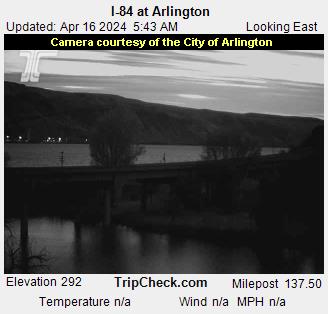 I-84 at Arlington
Updated: Apr 16 2024 5:43 AM Looking East
Camera courtesy of the City of Arlington
Elevation 292 TripCheck.com Milepost 137.50
Temperature n/a Wind n/a MPH n/a